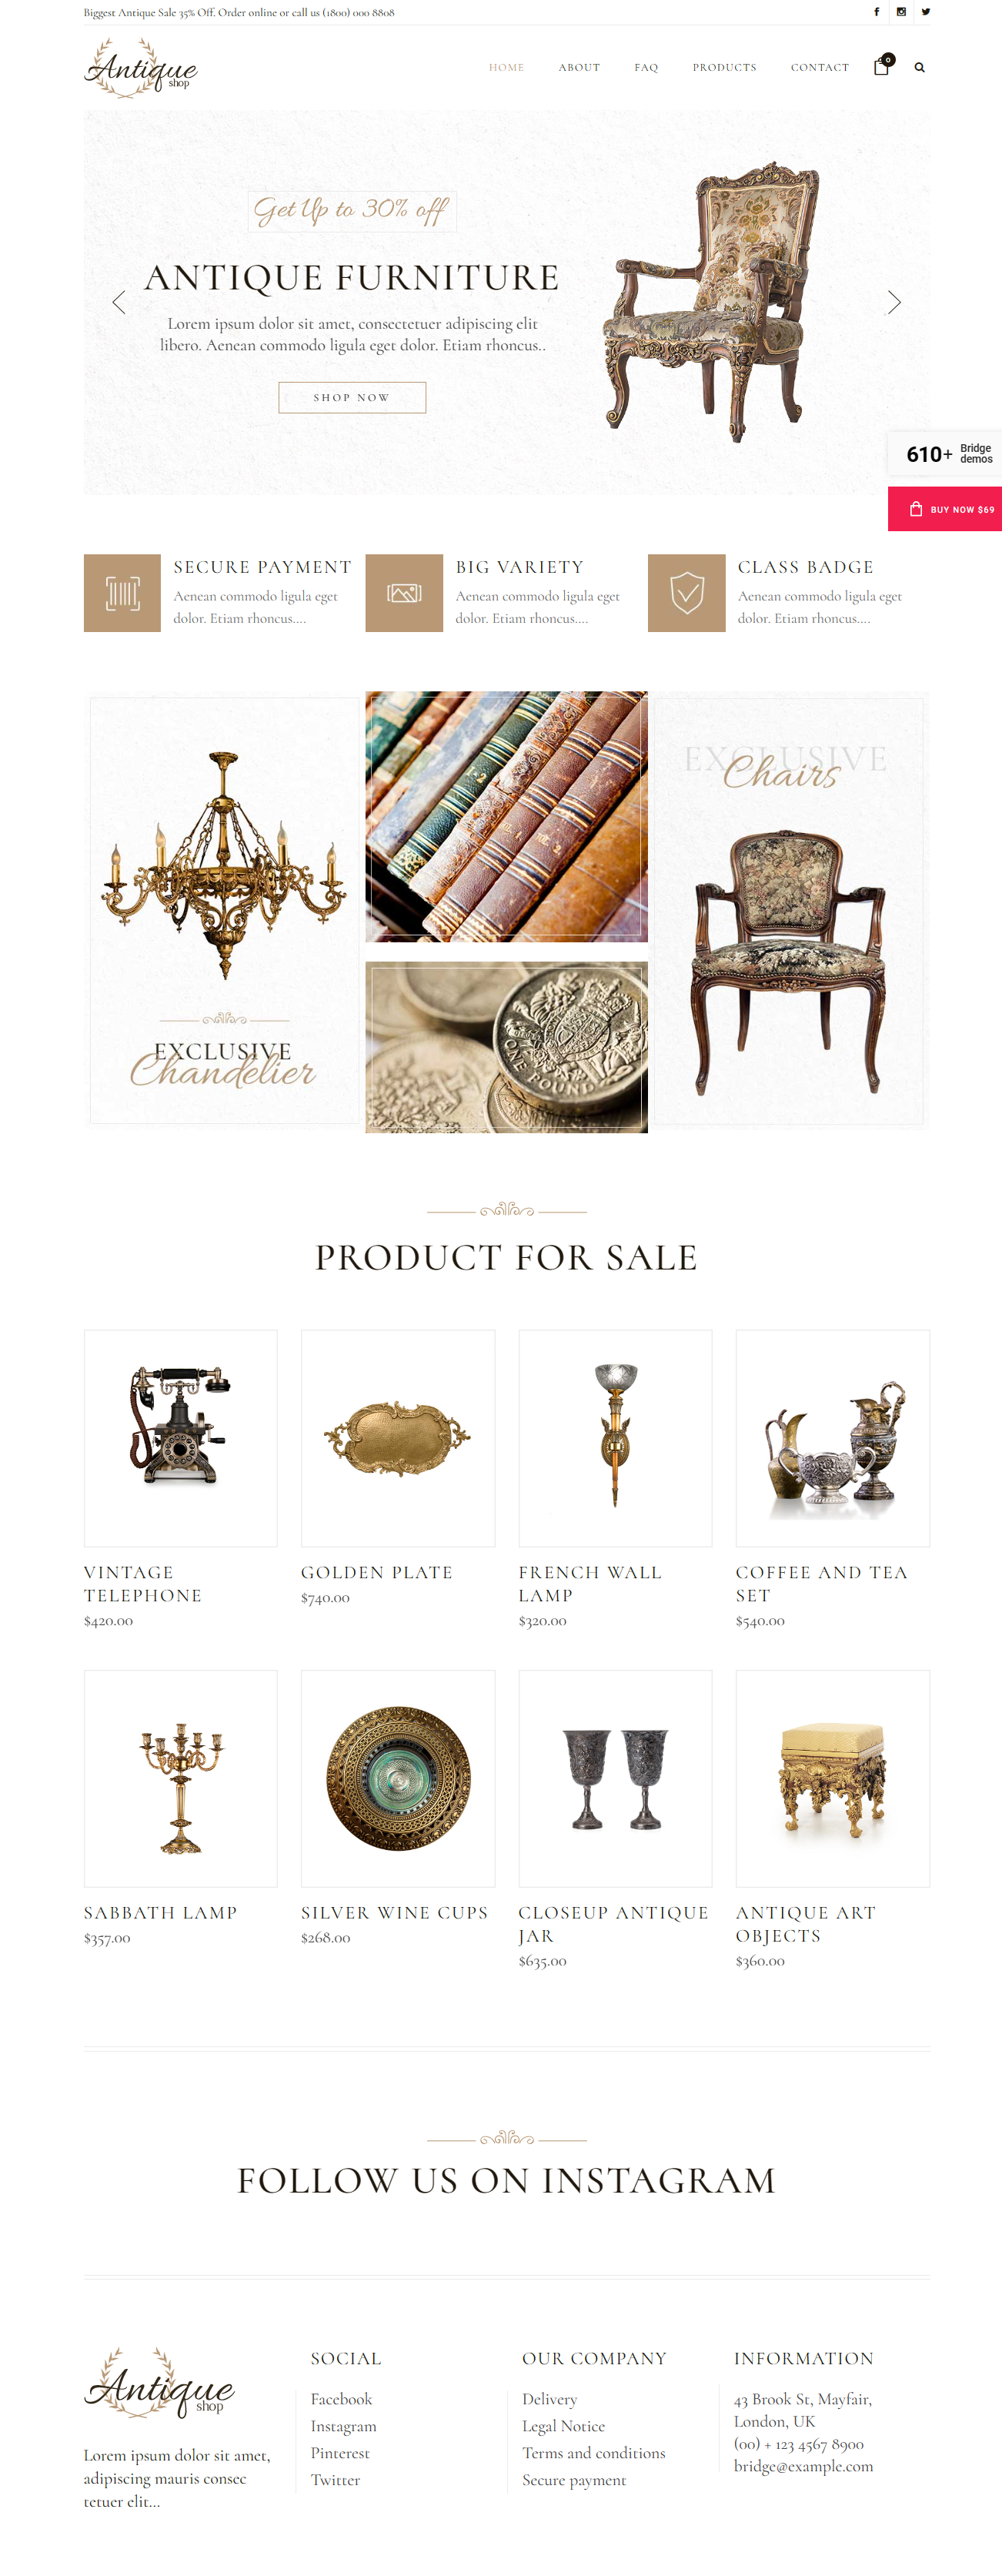 Biggest Antique Sale 35% Off. Order online or call us (1800) 000 8808
Antique
shop
HOME
ABOUT
FAQ
PRODUCTS
CONTACT
0
Get Up to 30% off
ANTIQUE FURNITURE
Lorem ipsum dolor sit amet, consectetuer adipiscing elit
libero. Aenean commodo ligula eget dolor. Etiam rhoncus..
SHOP NOW
610+
Bridge
demos
BUY NOW $69
SECURE PAYMENT
Aenean commodo ligula eget
dolor. Etiam rhoncus....
BIG VARIETY
Aenean commodo ligula eget
dolor. Etiam rhoncus....
CLASS BADGE
Aenean commodo ligula eget
dolor. Etiam rhoncus....
EXCLUSIVE
Chandelier
ONE POUND
EXCLUSIVE
Chairs
PRODUCT FOR SALE
VINTAGE
TELEPHONE
$420.00
GOLDEN PLATE
$740.00
FRENCH WALL
LAMP
$320.00
COFFEE AND TEA
SET
$540.00
SABBATH LAMP
$357.00
SILVER WINE CUPS
$268.00
CLOSEUP ANTIQUE
JAR
$635.00
ANTIQUE ART
OBJECTS
$360.00
FOLLOW US ON INSTAGRAM
Antique
shop
Lorem ipsum dolor sit amet,
adipiscing mauris consec
tetuer elit...
SOCIAL
Facebook
Instagram
Pinterest
Twitter
OUR COMPANY
Delivery
Legal Notice
Terms and conditions
Secure payment
INFORMATION
43 Brook St, Mayfair,
London, UK
(00) + 123 4567 8900
bridge@example.com